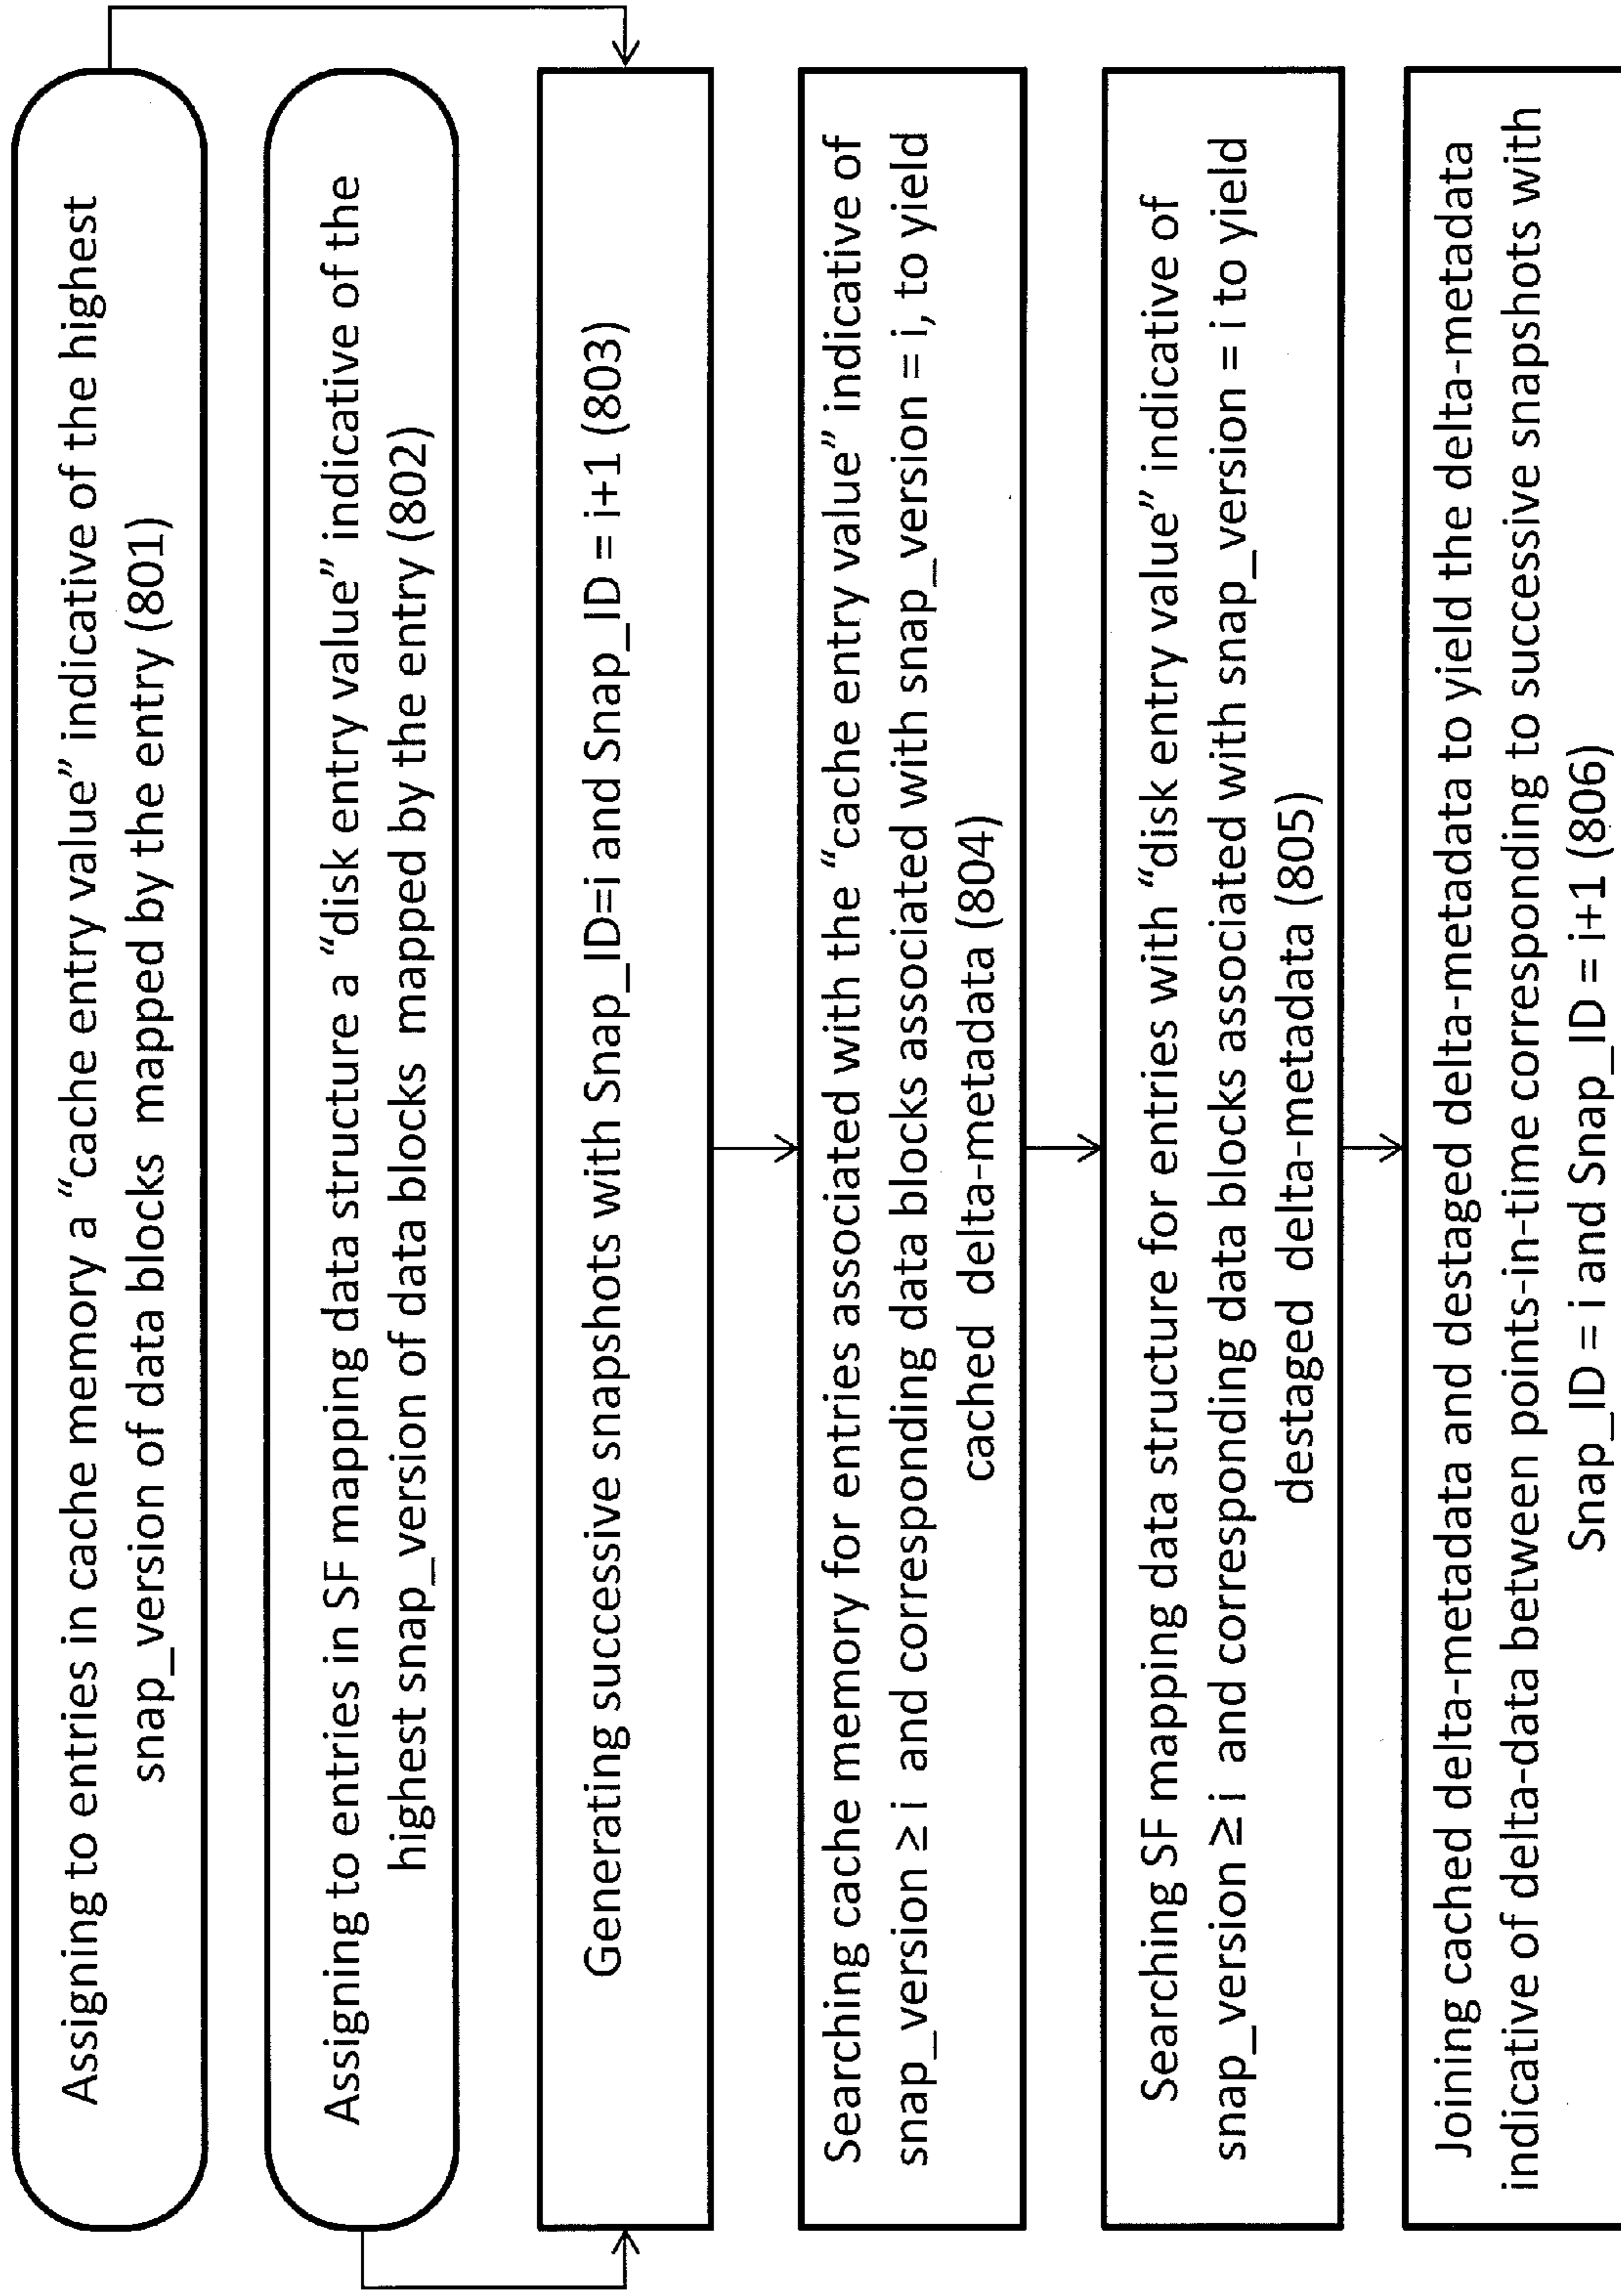 Assigning to entries in cache memory a “cache entry value” indicative of the highest
snap_version of data blocks mapped by the entry (801)
Assigning to entries in SF mapping data structure a “disk entry value” indicative of the
highest snap_version of data blocks mapped by the entry (802)
Generating successive snapshots with Snap_ID=i and Snap_ID = i+1 (803)
Searching cache memory for entries associated with the “cache entry value” indicative of
snap_version ≥ i and corresponding data blocks associated with snap_version = i, to yield
cached delta-metadata (804)
Searching SF mapping data structure for entries with “disk entry value” indicative of
snap_version ≥ i and corresponding data blocks associated with snap_version = i to yield
destaged delta-metadata (805)
Joining cached delta-metadata and destaged delta-metadata to yield the delta-metadata
indicative of delta-data between points-in-time corresponding to successive snapshots with
Snap_ID = i and Snap_ID = i+1 (806)